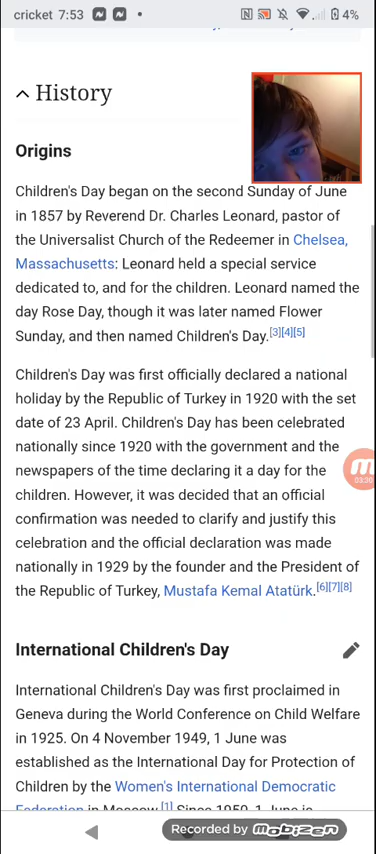 cricket 7:53 4%
History
Origins
Children's Day began on the second Sunday of June
in 1857 by Reverend Dr. Charles Leonard, pastor of
the Universalist Church of the Redeemer in Chelsea,
Massachusetts: Leonard held a special service
dedicated to, and for the children. Leonard named the
day Rose Day, though it was later named Flower
Sunday, and then named Children's Day.[3][4][5]
Children's Day was first officially declared a national
holiday by the Republic of Turkey in 1920 with the set
date of 23 April. Children's Day has been celebrated
nationally since 1920 with the government and the
newspapers of the time declaring it a day for the
children. However, it was decided that an official
confirmation was needed to clarify and justify this
celebration and the official declaration was made
nationally in 1929 by the founder and the President of
the Republic of Turkey, Mustafa Kemal Atatürk.[6][7][8]
International Children's Day
International Children's Day was first proclaimed in
Geneva during the World Conference on Child Welfare
in 1925. On 4 November 1949, 1 June was
established as the International Day for Protection of
Children by the Women's International Democratic
Federation in Moscow.[1] Since 1950, 1 June is
Recorded by mobizen